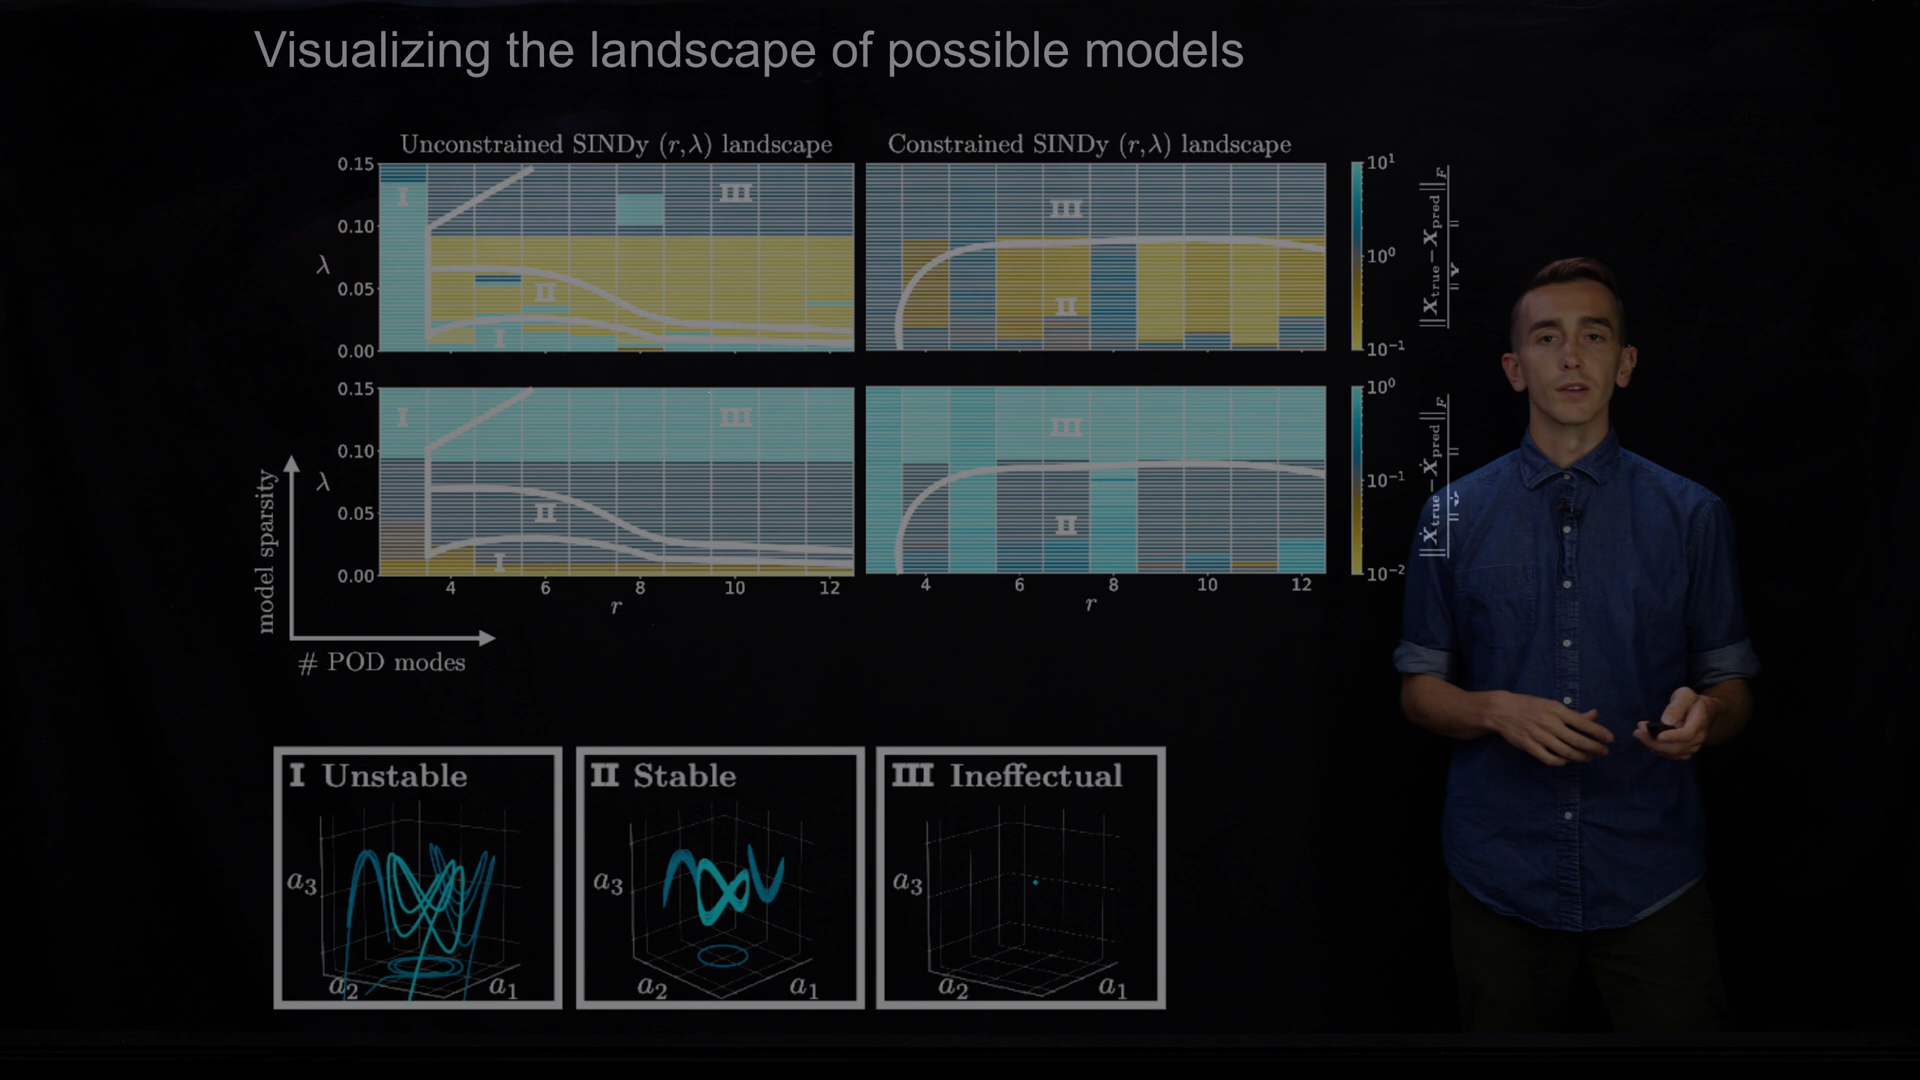 Visualizing the landscape of possible models
Unconstrained SINDy (r,λ) landscape
Constrained SINDy (r,λ) landscape
0.15
0.10
λ
0.05
0.00
I
III
II
I
III
II
10¹
10⁰
10⁻¹
‖X_true − X_pred‖_F
0.15
0.10
λ
0.05
0.00
I
III
II
I
III
II
10⁰
10⁻¹
10⁻²
‖Ẋ_true − Ẋ_pred‖_F
4 6 8 10 12
r
4 6 8 10 12
r
model sparsity
# POD modes
I Unstable
a₃
a₂
a₁
II Stable
a₃
a₂
a₁
III Ineffectual
a₃
a₂
a₁